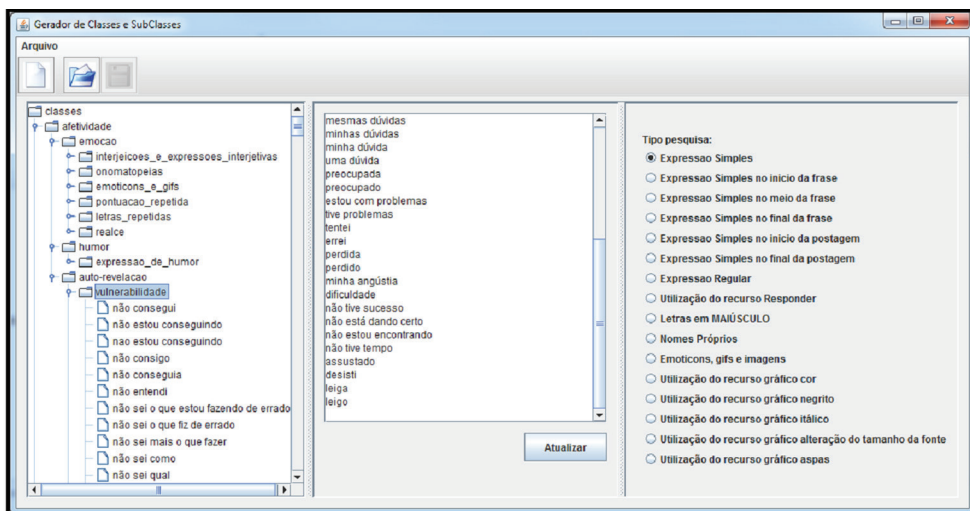 Gerador de Classes e SubClasses
Arquivo
classes
afetividade
emocao
interjeicoes_e_expressoes_interjetivas
onomatopeias
emoticons_e_gifs
pontuacao_repetida
letras_repetidas
realce
humor
expressao_de_humor
auto-revelacao
vulnerabilidade
não consegui
não estou conseguindo
nao estou conseguindo
não consigo
não conseguia
não entendi
não sei o que estou fazendo de errado
não sei o que fiz de errado
não sei mais o que fazer
não sei como
não sei qual
mesmas dúvidas
minhas dúvidas
minha dúvida
uma dúvida
preocupada
preocupado
estou com problemas
tive problemas
tentei
errei
perdida
perdido
minha angústia
dificuldade
não tive sucesso
não está dando certo
não estou encontrando
não tive tempo
assustado
desisti
leiga
leigo
Atualizar
Tipo pesquisa:
Expressao Simples
Expressao Simples no inicio da frase
Expressao Simples no meio da frase
Expressao Simples no final da frase
Expressao Simples no inicio da postagem
Expressao Simples no final da postagem
Expressao Regular
Utilização do recurso Responder
Letras em MAIÚSCULO
Nomes Próprios
Emoticons, gifs e imagens
Utilização do recurso gráfico cor
Utilização do recurso gráfico negrito
Utilização do recurso gráfico itálico
Utilização do recurso gráfico alteração do tamanho da fonte
Utilização do recurso gráfico aspas